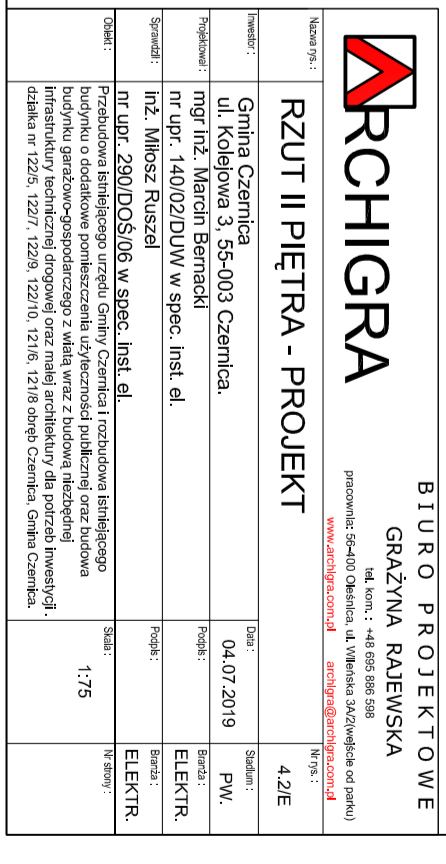 ARCHIGRA
BIURO PROJEKTOWE
GRAŻYNA RAJEWSKA
tel. kom.: +48 695 886 598
pracownia: 56-400 Oleśnica, ul. Wileńska 3A/2(wejście od parku)
www.archigra.com.pl archigra@archigra.com.pl
Nazwa rys. :
RZUT II PIĘTRA - PROJEKT
Nr rys. :
4.2/E
Inwestor :
Gmina Czernica
ul. Kolejowa 3, 55-003 Czernica.
Data :
04.07.2019
Stadium :
PW.
Projektował :
mgr inż. Marcin Bernacki
nr upr. 140/02/DUW w spec. inst. el.
Podpis :
Branża :
ELEKTR.
Sprawdził :
inż. Miłosz Ruszel
nr upr. 290/DOŚ/06 w spec. inst. el.
Podpis :
Branża :
ELEKTR.
Obiekt :
Przebudowa istniejącego urzędu Gminy Czernica i rozbudowa istniejącego
budynku o dodatkowe pomieszczenia użyteczności publicznej oraz budowa
budynku garażowo-gospodarczego z wiatą wraz z budową niezbędnej
infrastruktury technicznej drogowej oraz małej architektury dla potrzeb inwestycji .
działka nr 122/5, 122/7, 122/9, 122/10, 121/6, 121/8 obręb Czernica, Gmina Czernica.
Skala :
1:75
Nr strony :